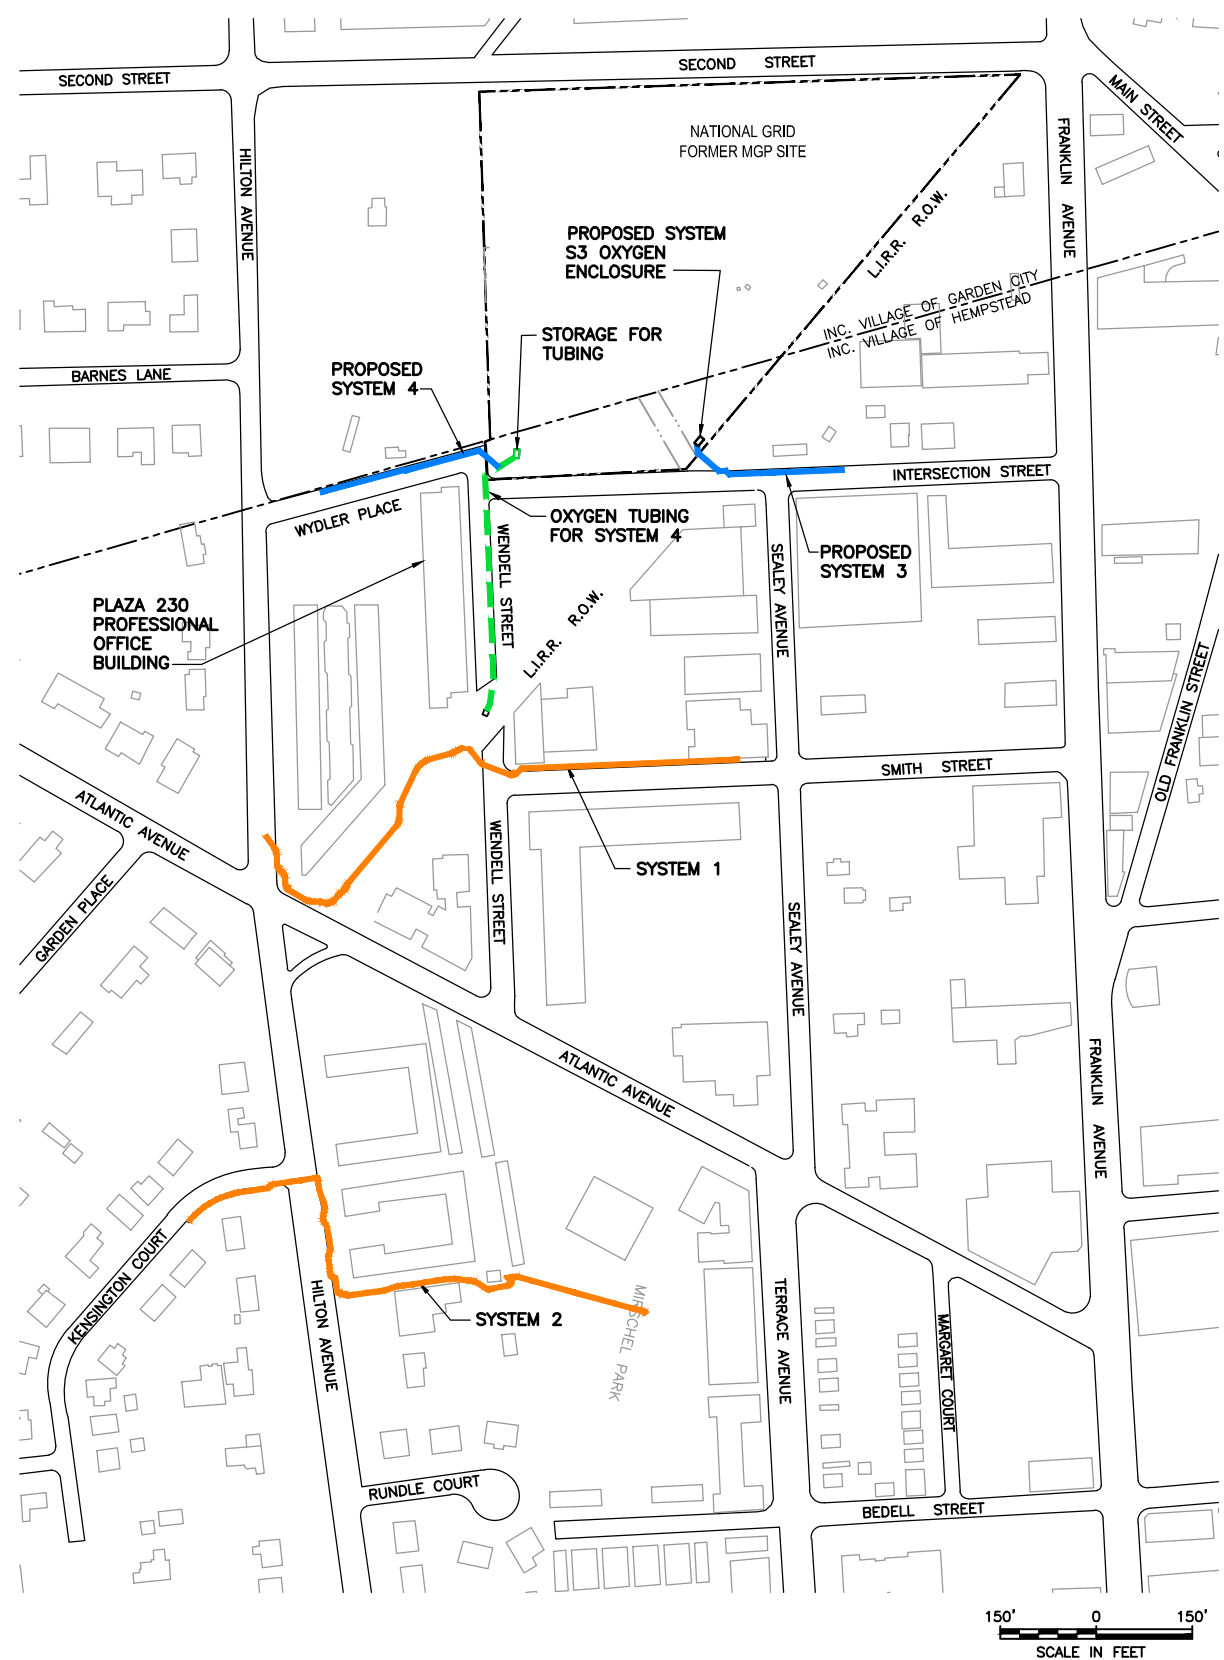 SECOND STREET
SECOND STREET
MAIN STREET
NATIONAL GRID
FORMER MGP SITE
HILTON AVENUE
FRANKLIN AVENUE
L.I.R.R. R.O.W.
PROPOSED SYSTEM
S3 OXYGEN
ENCLOSURE
INC. VILLAGE OF GARDEN CITY
INC. VILLAGE OF HEMPSTEAD
STORAGE FOR
TUBING
PROPOSED
SYSTEM 4
BARNES LANE
INTERSECTION STREET
WYDLER PLACE
OXYGEN TUBING
FOR SYSTEM 4
WENDELL STREET
SEALEY AVENUE
PROPOSED
SYSTEM 3
PLAZA 230
PROFESSIONAL
OFFICE
BUILDING
L.I.R.R. R.O.W.
OLD FRANKLIN STREET
SMITH STREET
ATLANTIC AVENUE
WENDELL STREET
SYSTEM 1
GARDEN PLACE
SEALEY AVENUE
ATLANTIC AVENUE
FRANKLIN AVENUE
KENSINGTON COURT
HILTON AVENUE
SYSTEM 2
MIRSCHEL PARK
TERRACE AVENUE
MARGARET COURT
RUNDLE COURT
BEDELL STREET
150' 0 150'
SCALE IN FEET